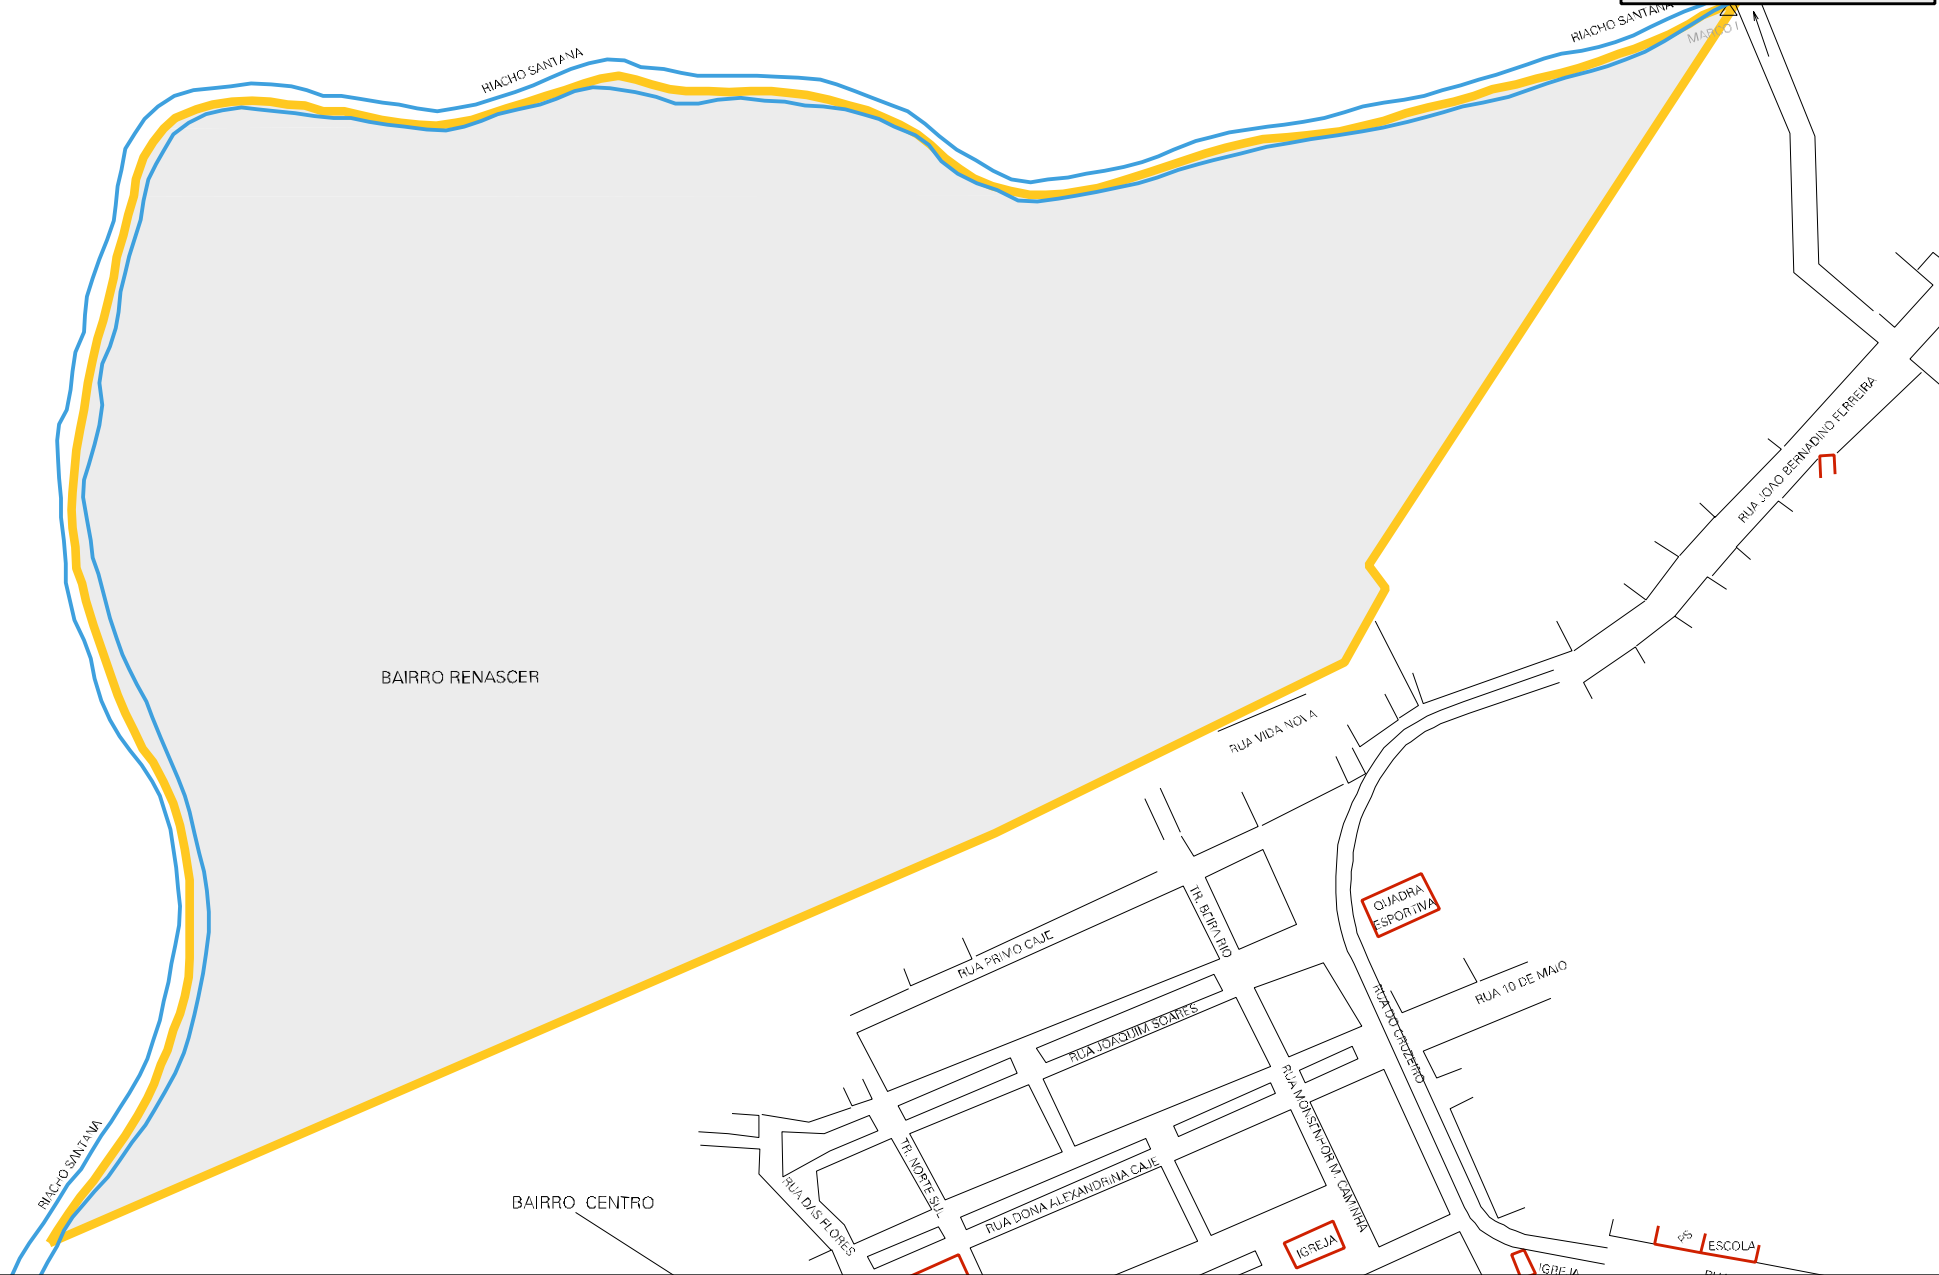 RIACHO SANTANA
RIACHO SANTANA
MARCO I
RUA JOAO BERNADINO FERREIRA
BAIRRO RENASCER
RUA VIDA NOVA
QUADRA
ESPORTIVA
TR. BEIRA RIO
RUA PRIMO CAJE
RUA 10 DE MAIO
RUA JOAQUIM SOARES
RUA DO CRUZEIRO
RUA MONSENHOR M. CAMINHA
RIACHO SANTANA
TR. NORTE SUL
RUA DONA ALEXANDRINA CAJE
RUA DAS FLORES
BAIRRO CENTRO
IGREJA
PS
ESCOLA
IGREJA